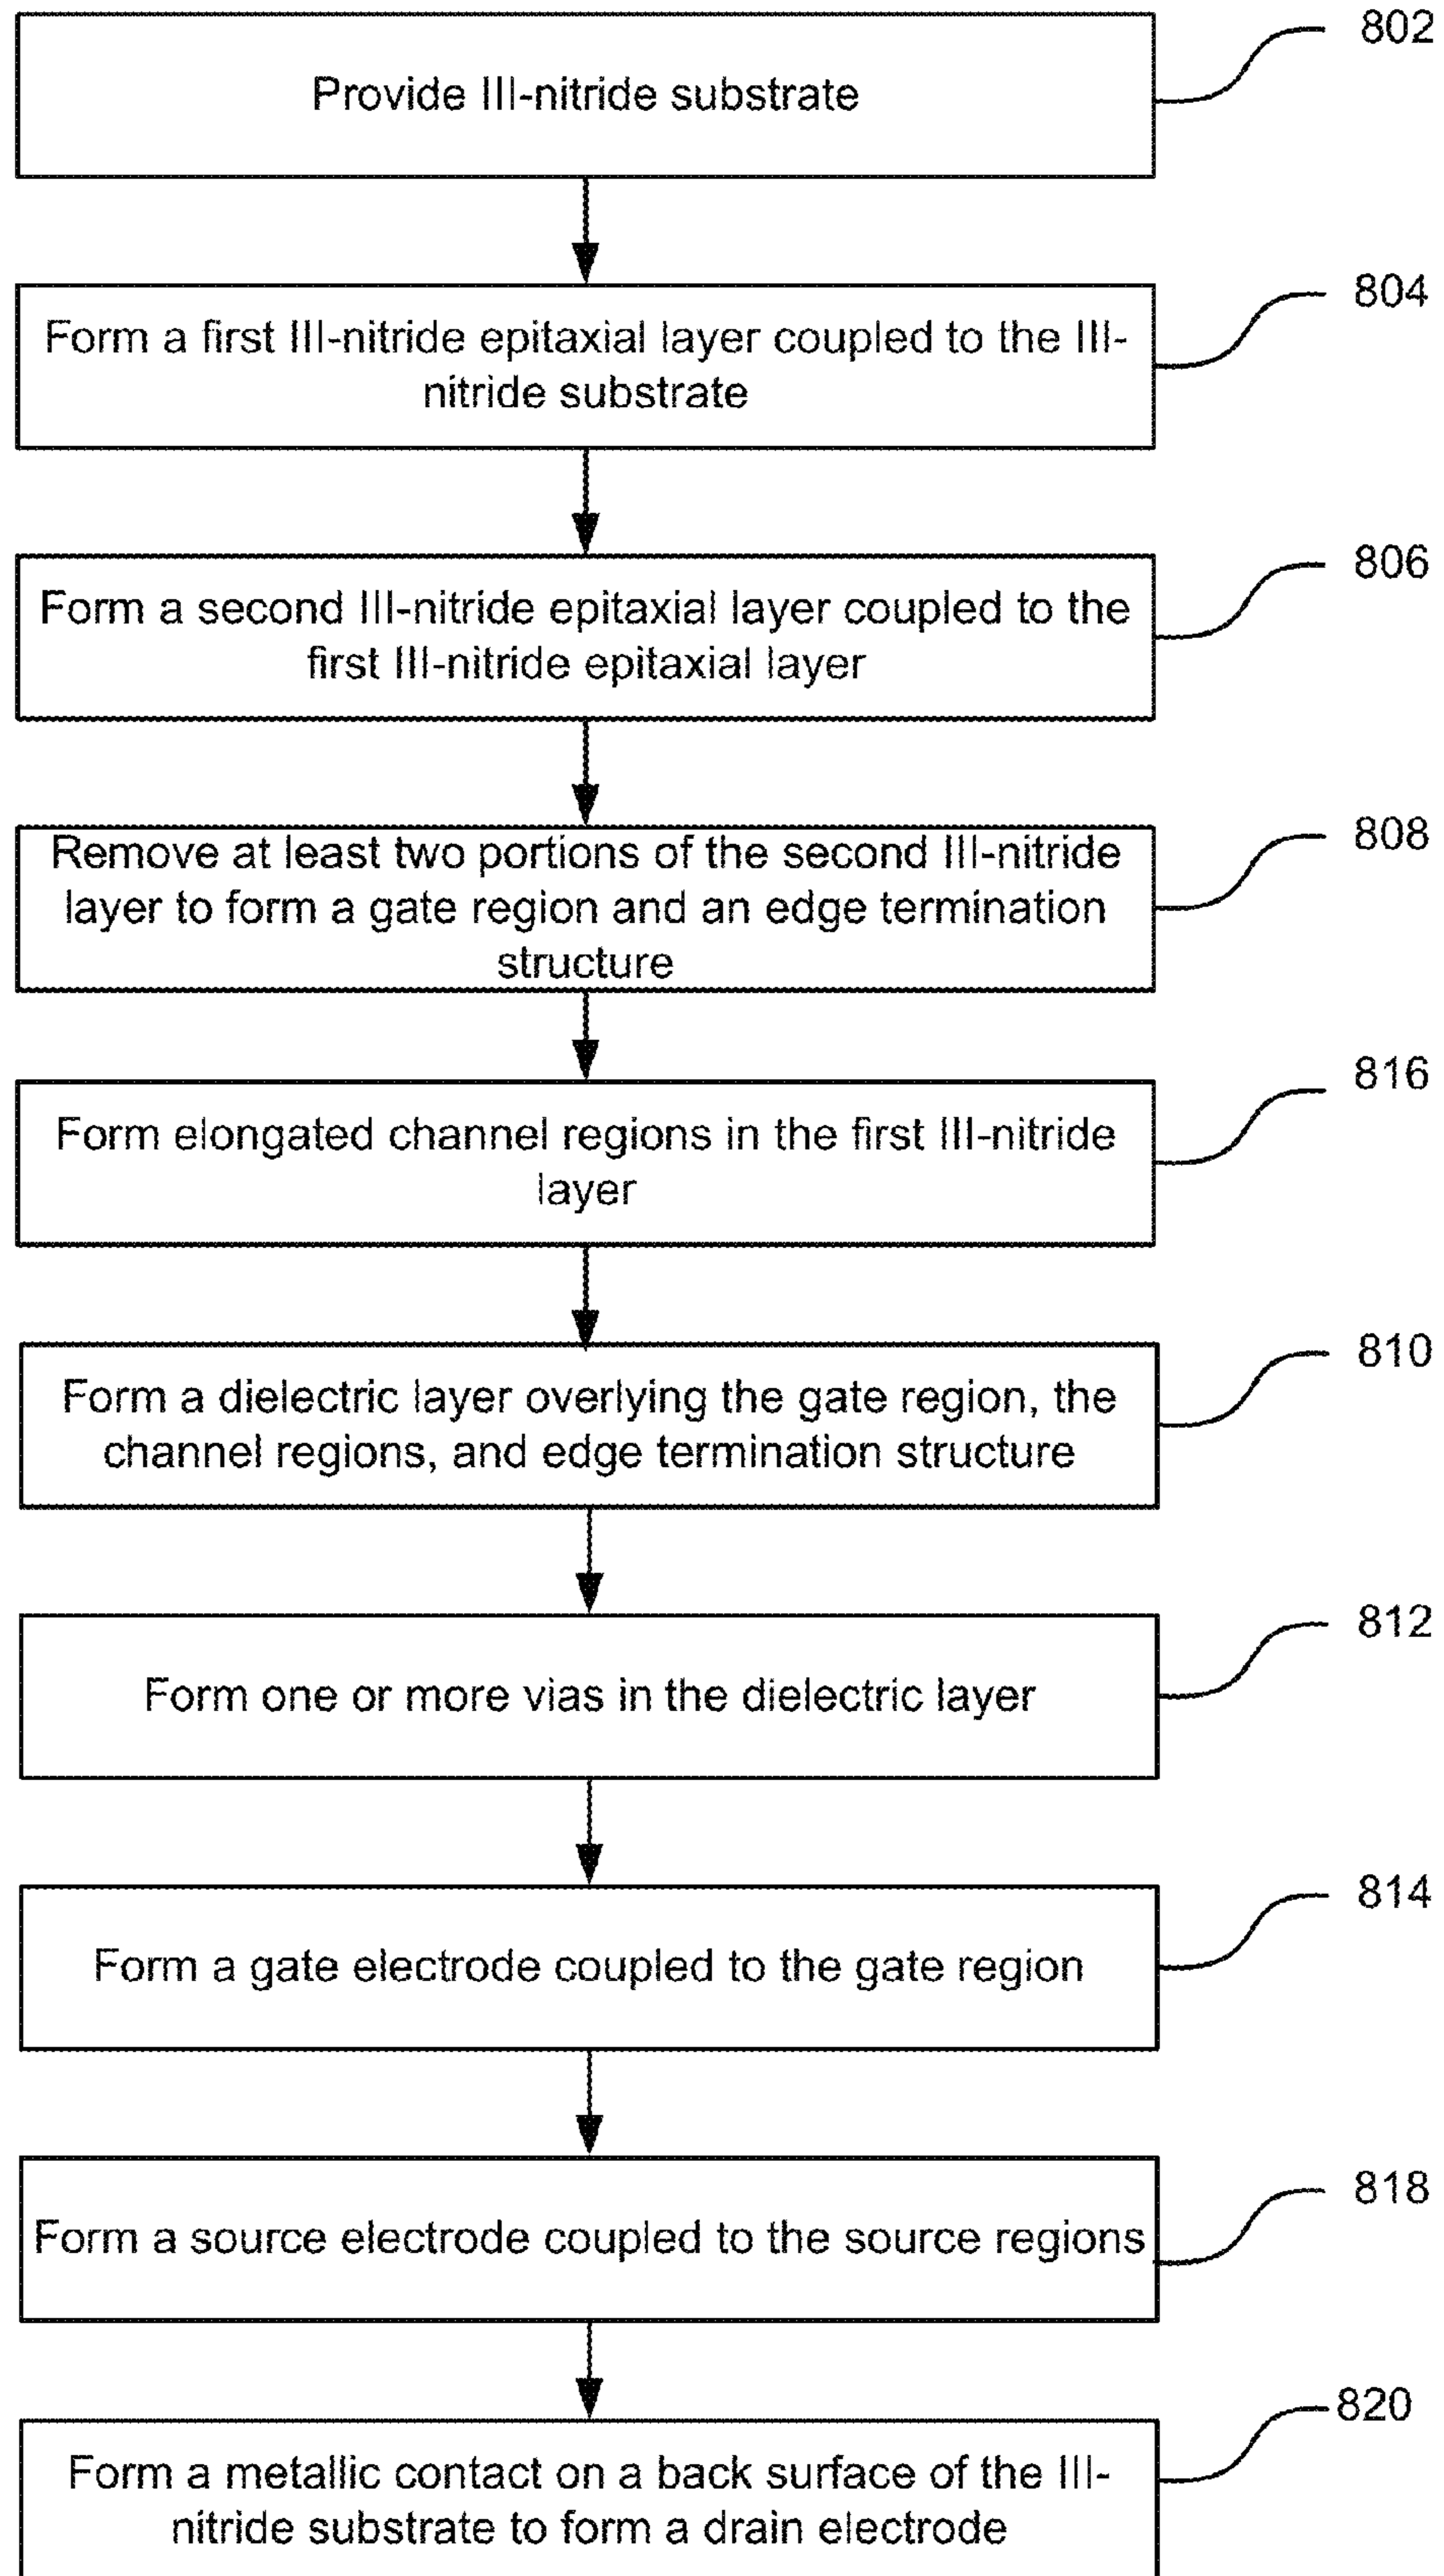 802
Provide III-nitride substrate
804
Form a first III-nitride epitaxial layer coupled to the III-
nitride substrate
806
Form a second III-nitride epitaxial layer coupled to the
first III-nitride epitaxial layer
808
Remove at least two portions of the second III-nitride
layer to form a gate region and an edge termination
structure
816
Form elongated channel regions in the first III-nitride
layer
810
Form a dielectric layer overlying the gate region, the
channel regions, and edge termination structure
812
Form one or more vias in the dielectric layer
814
Form a gate electrode coupled to the gate region
818
Form a source electrode coupled to the source regions
820
Form a metallic contact on a back surface of the III-
nitride substrate to form a drain electrode